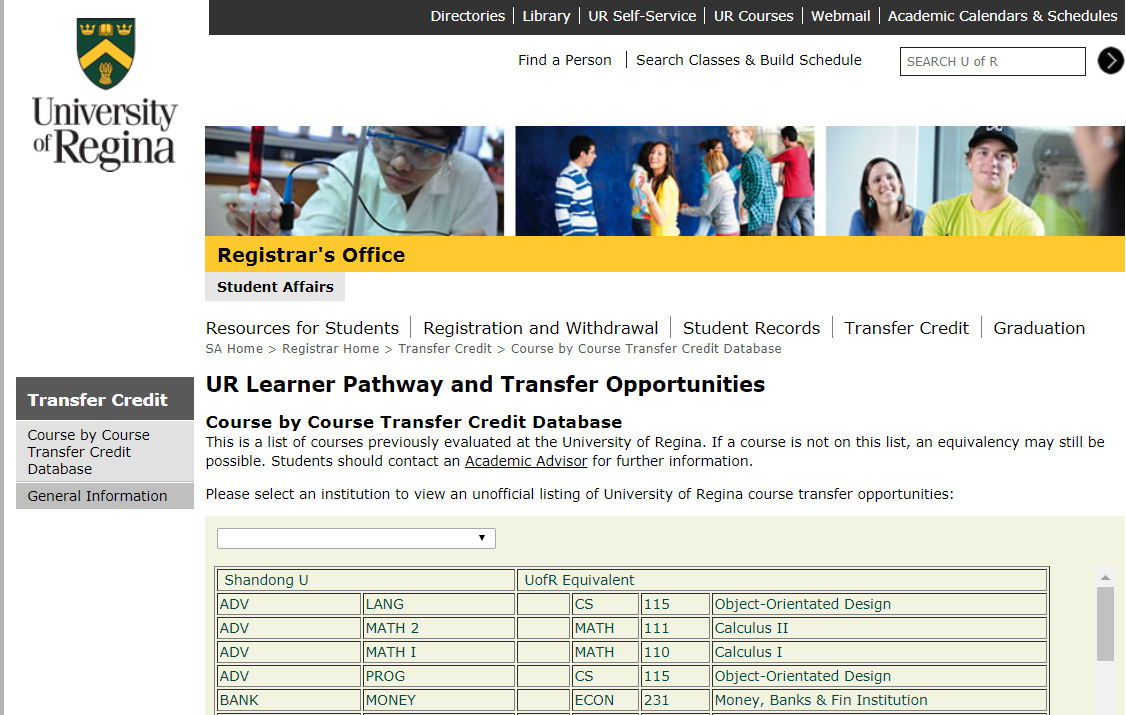 Directories Library UR Self-Service UR Courses Webmail Academic Calendars & Schedules
University
of Regina
Find a Person Search Classes & Build Schedule SEARCH U of R
Registrar's Office
Student Affairs
Resources for Students Registration and Withdrawal Student Records Transfer Credit Graduation
SA Home > Registrar Home > Transfer Credit > Course by Course Transfer Credit Database
Transfer Credit
Course by Course
Transfer Credit
Database
General Information
UR Learner Pathway and Transfer Opportunities
Course by Course Transfer Credit Database
This is a list of courses previously evaluated at the University of Regina. If a course is not on this list, an equivalency may still be
possible. Students should contact an Academic Advisor for further information.
Please select an institution to view an unofficial listing of University of Regina course transfer opportunities:
Shandong U UofR Equivalent
ADV LANG CS 115 Object-Orientated Design
ADV MATH 2 MATH 111 Calculus II
ADV MATH I MATH 110 Calculus I
ADV PROG CS 115 Object-Orientated Design
BANK MONEY ECON 231 Money, Banks & Fin Institution